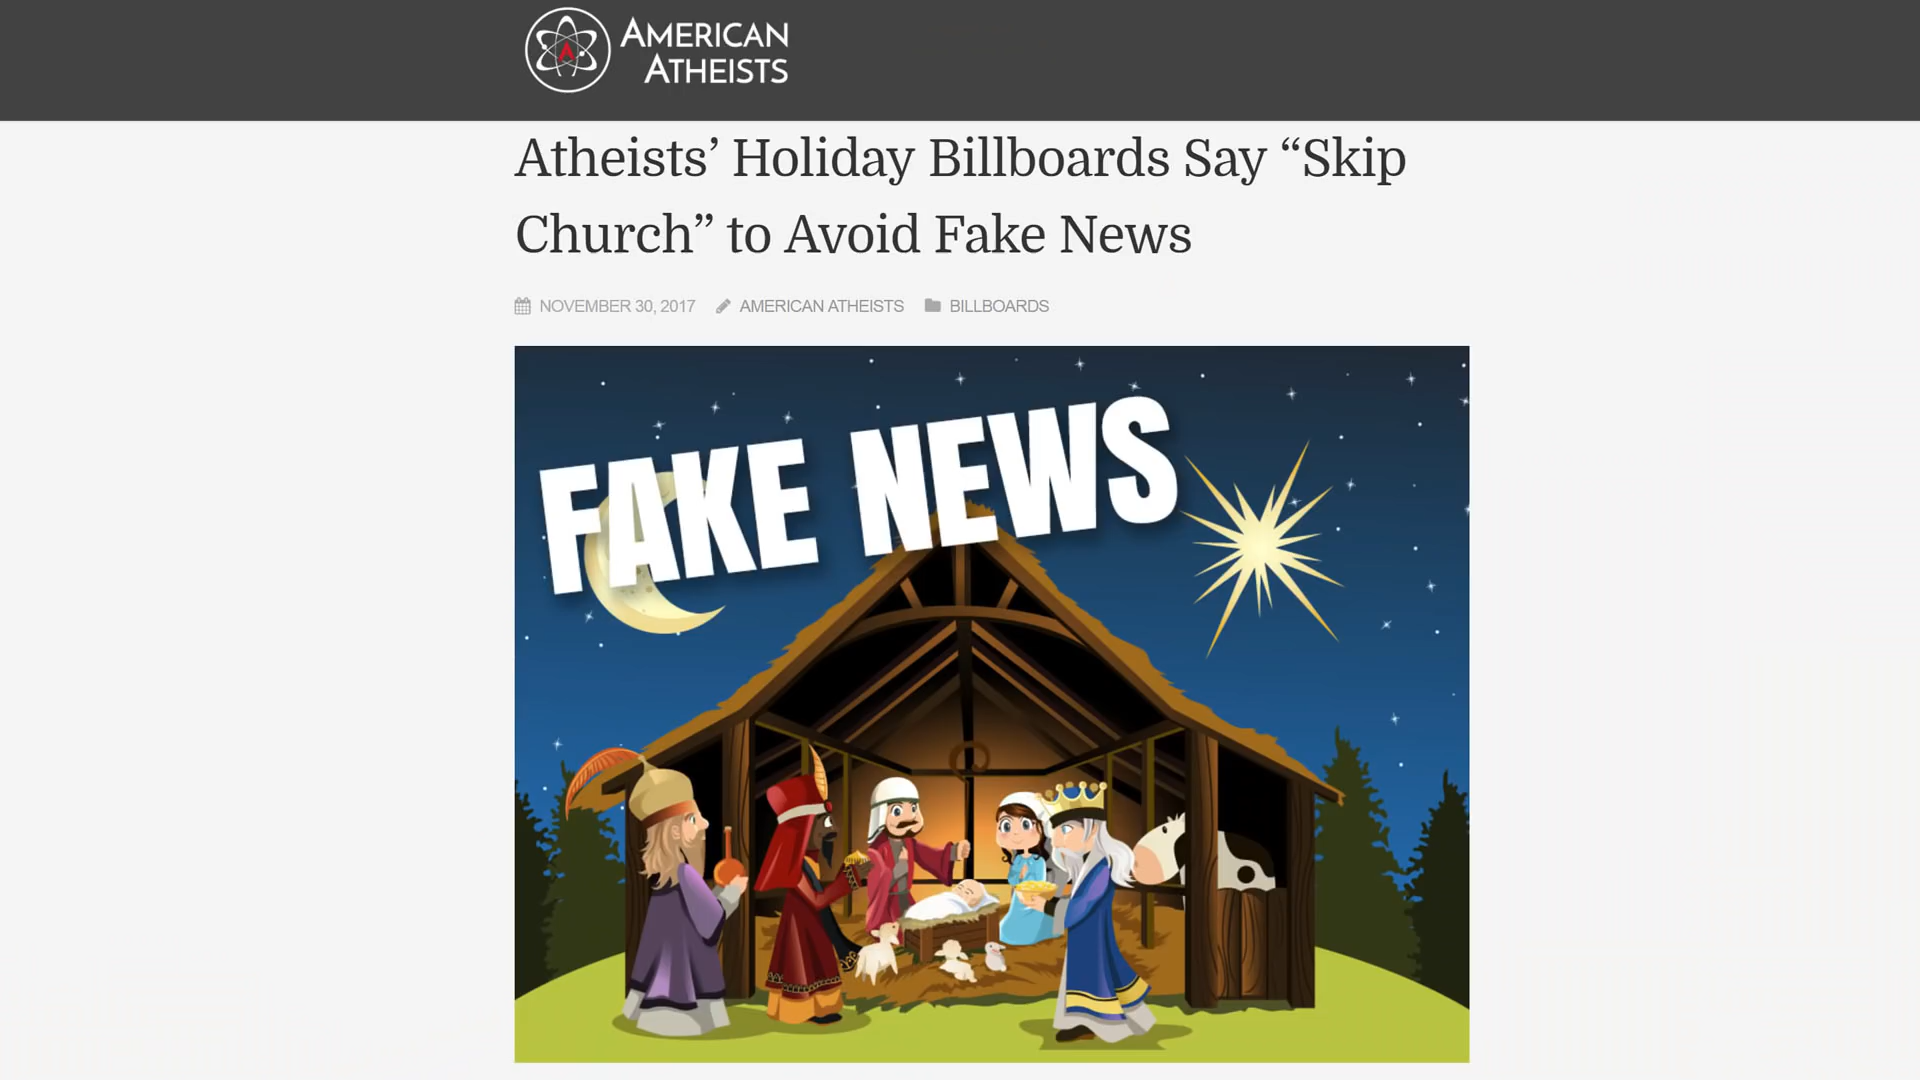 AMERICAN
ATHEISTS
Atheists’ Holiday Billboards Say “Skip
Church” to Avoid Fake News
NOVEMBER 30, 2017 AMERICAN ATHEISTS BILLBOARDS
FAKE NEWS